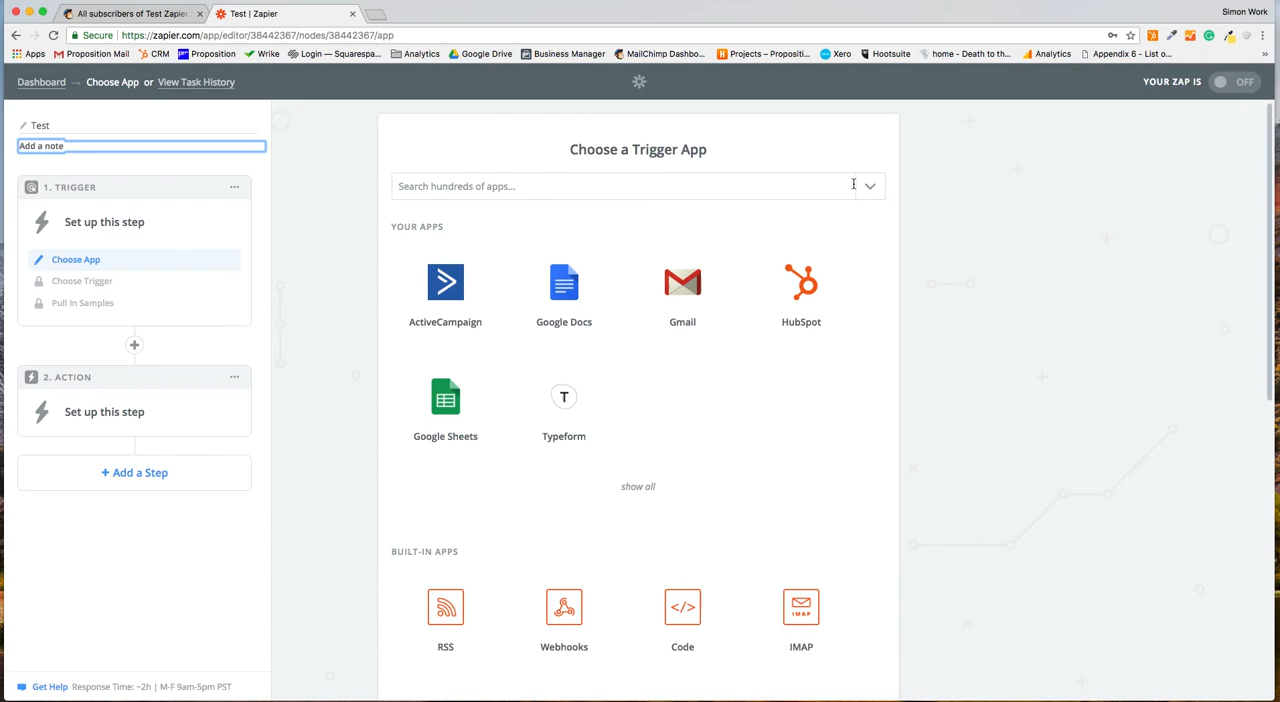 Simon Work
All subscribers of Test Zapier
Test | Zapier
Secure https://zapier.com/app/editor/38442367/nodes/38442367/app
Apps Proposition Mail CRM Proposition Wrike Login — Squarespa... Analytics Google Drive Business Manager MailChimp Dashbo... Projects – Propositi... Xero Hootsuite home - Death to th... Analytics Appendix 6 - List o... »
Dashboard → Choose App or View Task History
YOUR ZAP IS OFF
Test
Add a note
1. TRIGGER ...
Set up this step
Choose App
Choose Trigger
Pull In Samples
+
2. ACTION ...
Set up this step
+ Add a Step
Get Help Response Time: ~2h | M-F 9am-5pm PST
Choose a Trigger App
Search hundreds of apps...
YOUR APPS
ActiveCampaign
Google Docs
Gmail
HubSpot
Google Sheets
T
Typeform
show all
BUILT-IN APPS
RSS
Webhooks
</>
Code
IMAP
IMAP